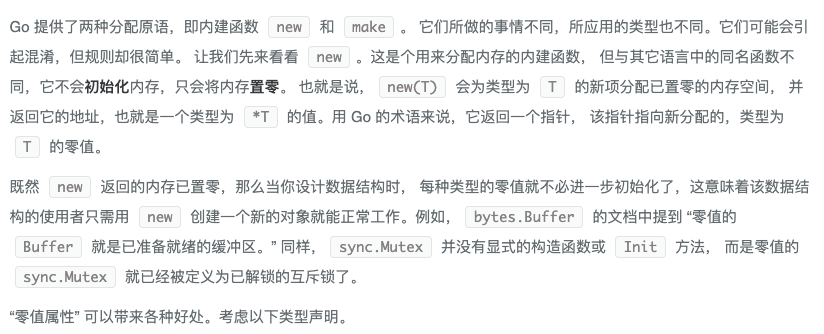 Go 提供了两种分配原语，即内建函数 new 和 make 。 它们所做的事情不同，所应用的类型也不同。它们可能会引
起混淆，但规则却很简单。 让我们先来看看 new 。这是个用来分配内存的内建函数， 但与其它语言中的同名函数不
同，它不会初始化内存，只会将内存置零。 也就是说， new(T) 会为类型为 T 的新项分配已置零的内存空间， 并
返回它的地址，也就是一个类型为 *T 的值。用 Go 的术语来说，它返回一个指针， 该指针指向新分配的，类型为
T 的零值。
既然 new 返回的内存已置零，那么当你设计数据结构时， 每种类型的零值就不必进一步初始化了，这意味着该数据结
构的使用者只需用 new 创建一个新的对象就能正常工作。例如， bytes.Buffer 的文档中提到 “零值的
Buffer 就是已准备就绪的缓冲区。” 同样， sync.Mutex 并没有显式的构造函数或 Init 方法， 而是零值的
sync.Mutex 就已经被定义为已解锁的互斥锁了。
“零值属性” 可以带来各种好处。考虑以下类型声明。